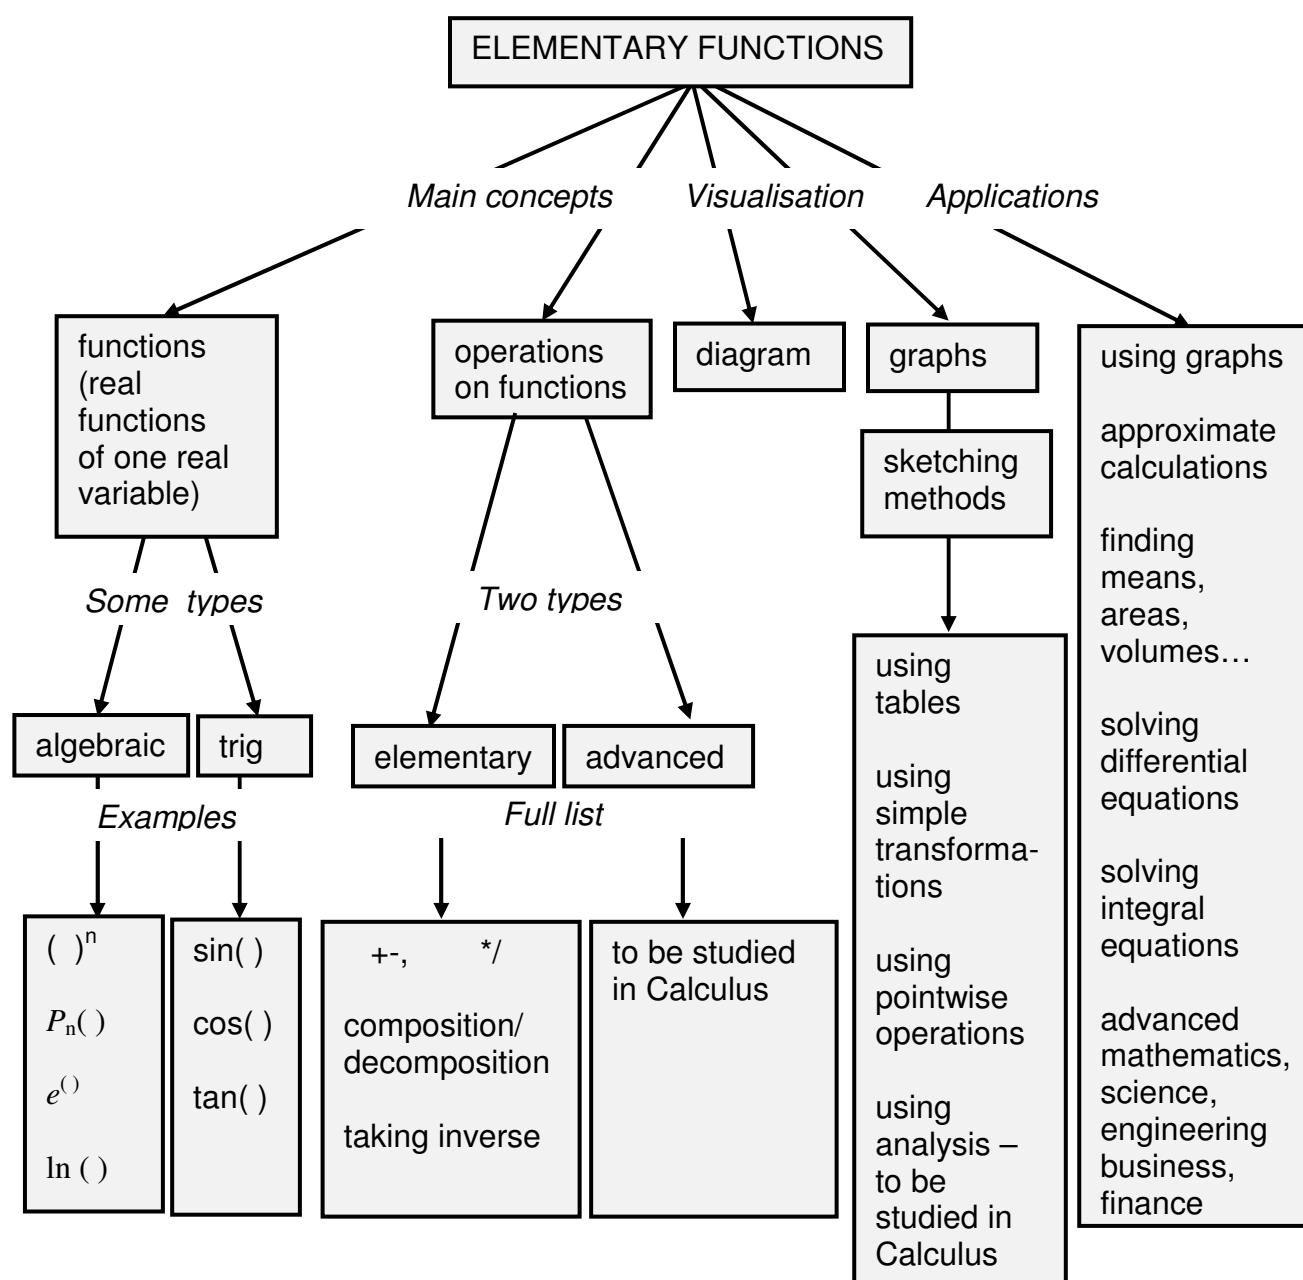 ELEMENTARY FUNCTIONS
Main concepts
Visualisation
Applications
functions
(real
functions
of one real
variable)
operations
on functions
diagram
graphs
sketching
methods
using graphs
approximate
calculations
finding
means,
areas,
volumes…
solving
differential
equations
solving
integral
equations
advanced
mathematics,
science,
engineering
business,
finance
Some types
Two types
algebraic
trig
elementary
advanced
Examples
Full list
( )ⁿ
Pₙ( )
e⁽ ⁾
ln ( )
sin( )
cos( )
tan( )
+-, */
composition/
decomposition
taking inverse
to be studied
in Calculus
using
tables
using
simple
transforma-
tions
using
pointwise
operations
using
analysis –
to be
studied in
Calculus